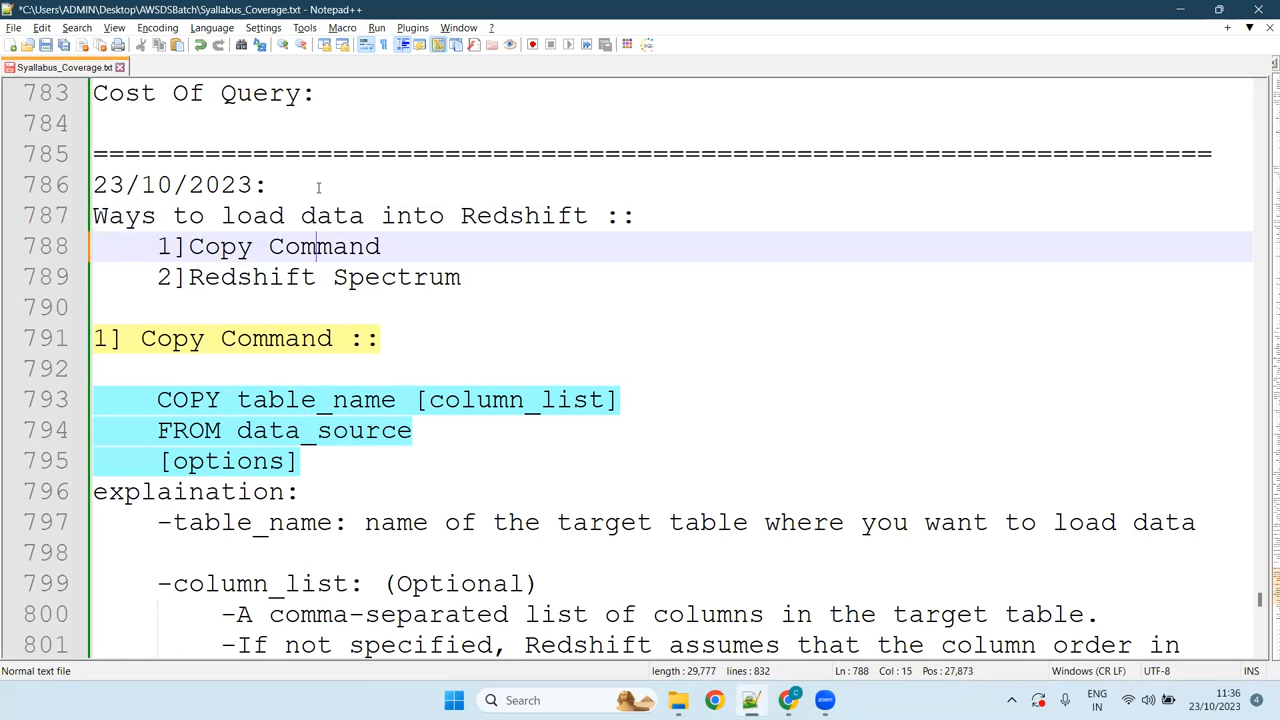 *C:\Users\ADMIN\Desktop\AWSDSBatch\Syallabus_Coverage.txt - Notepad++
File Edit Search View Encoding Language Settings Tools Macro Run Plugins Window ?
Syallabus_Coverage.txt
783 Cost Of Query:
784
785 ======================================================================
786 23/10/2023:
787 Ways to load data into Redshift ::
788 1]Copy Command
789 2]Redshift Spectrum
790
791 1] Copy Command ::
792
793 COPY table_name [column_list]
794 FROM data_source
795 [options]
796 explaination:
797 -table_name: name of the target table where you want to load data
798
799 -column_list: (Optional)
800 -A comma-separated list of columns in the target table.
801 -If not specified, Redshift assumes that the column order in
Normal text file length : 29,777 lines : 832 Ln : 788 Col : 15 Pos : 27,873 Windows (CR LF) UTF-8 INS
Search
zoom
ENG
IN
11:36
23/10/2023
4